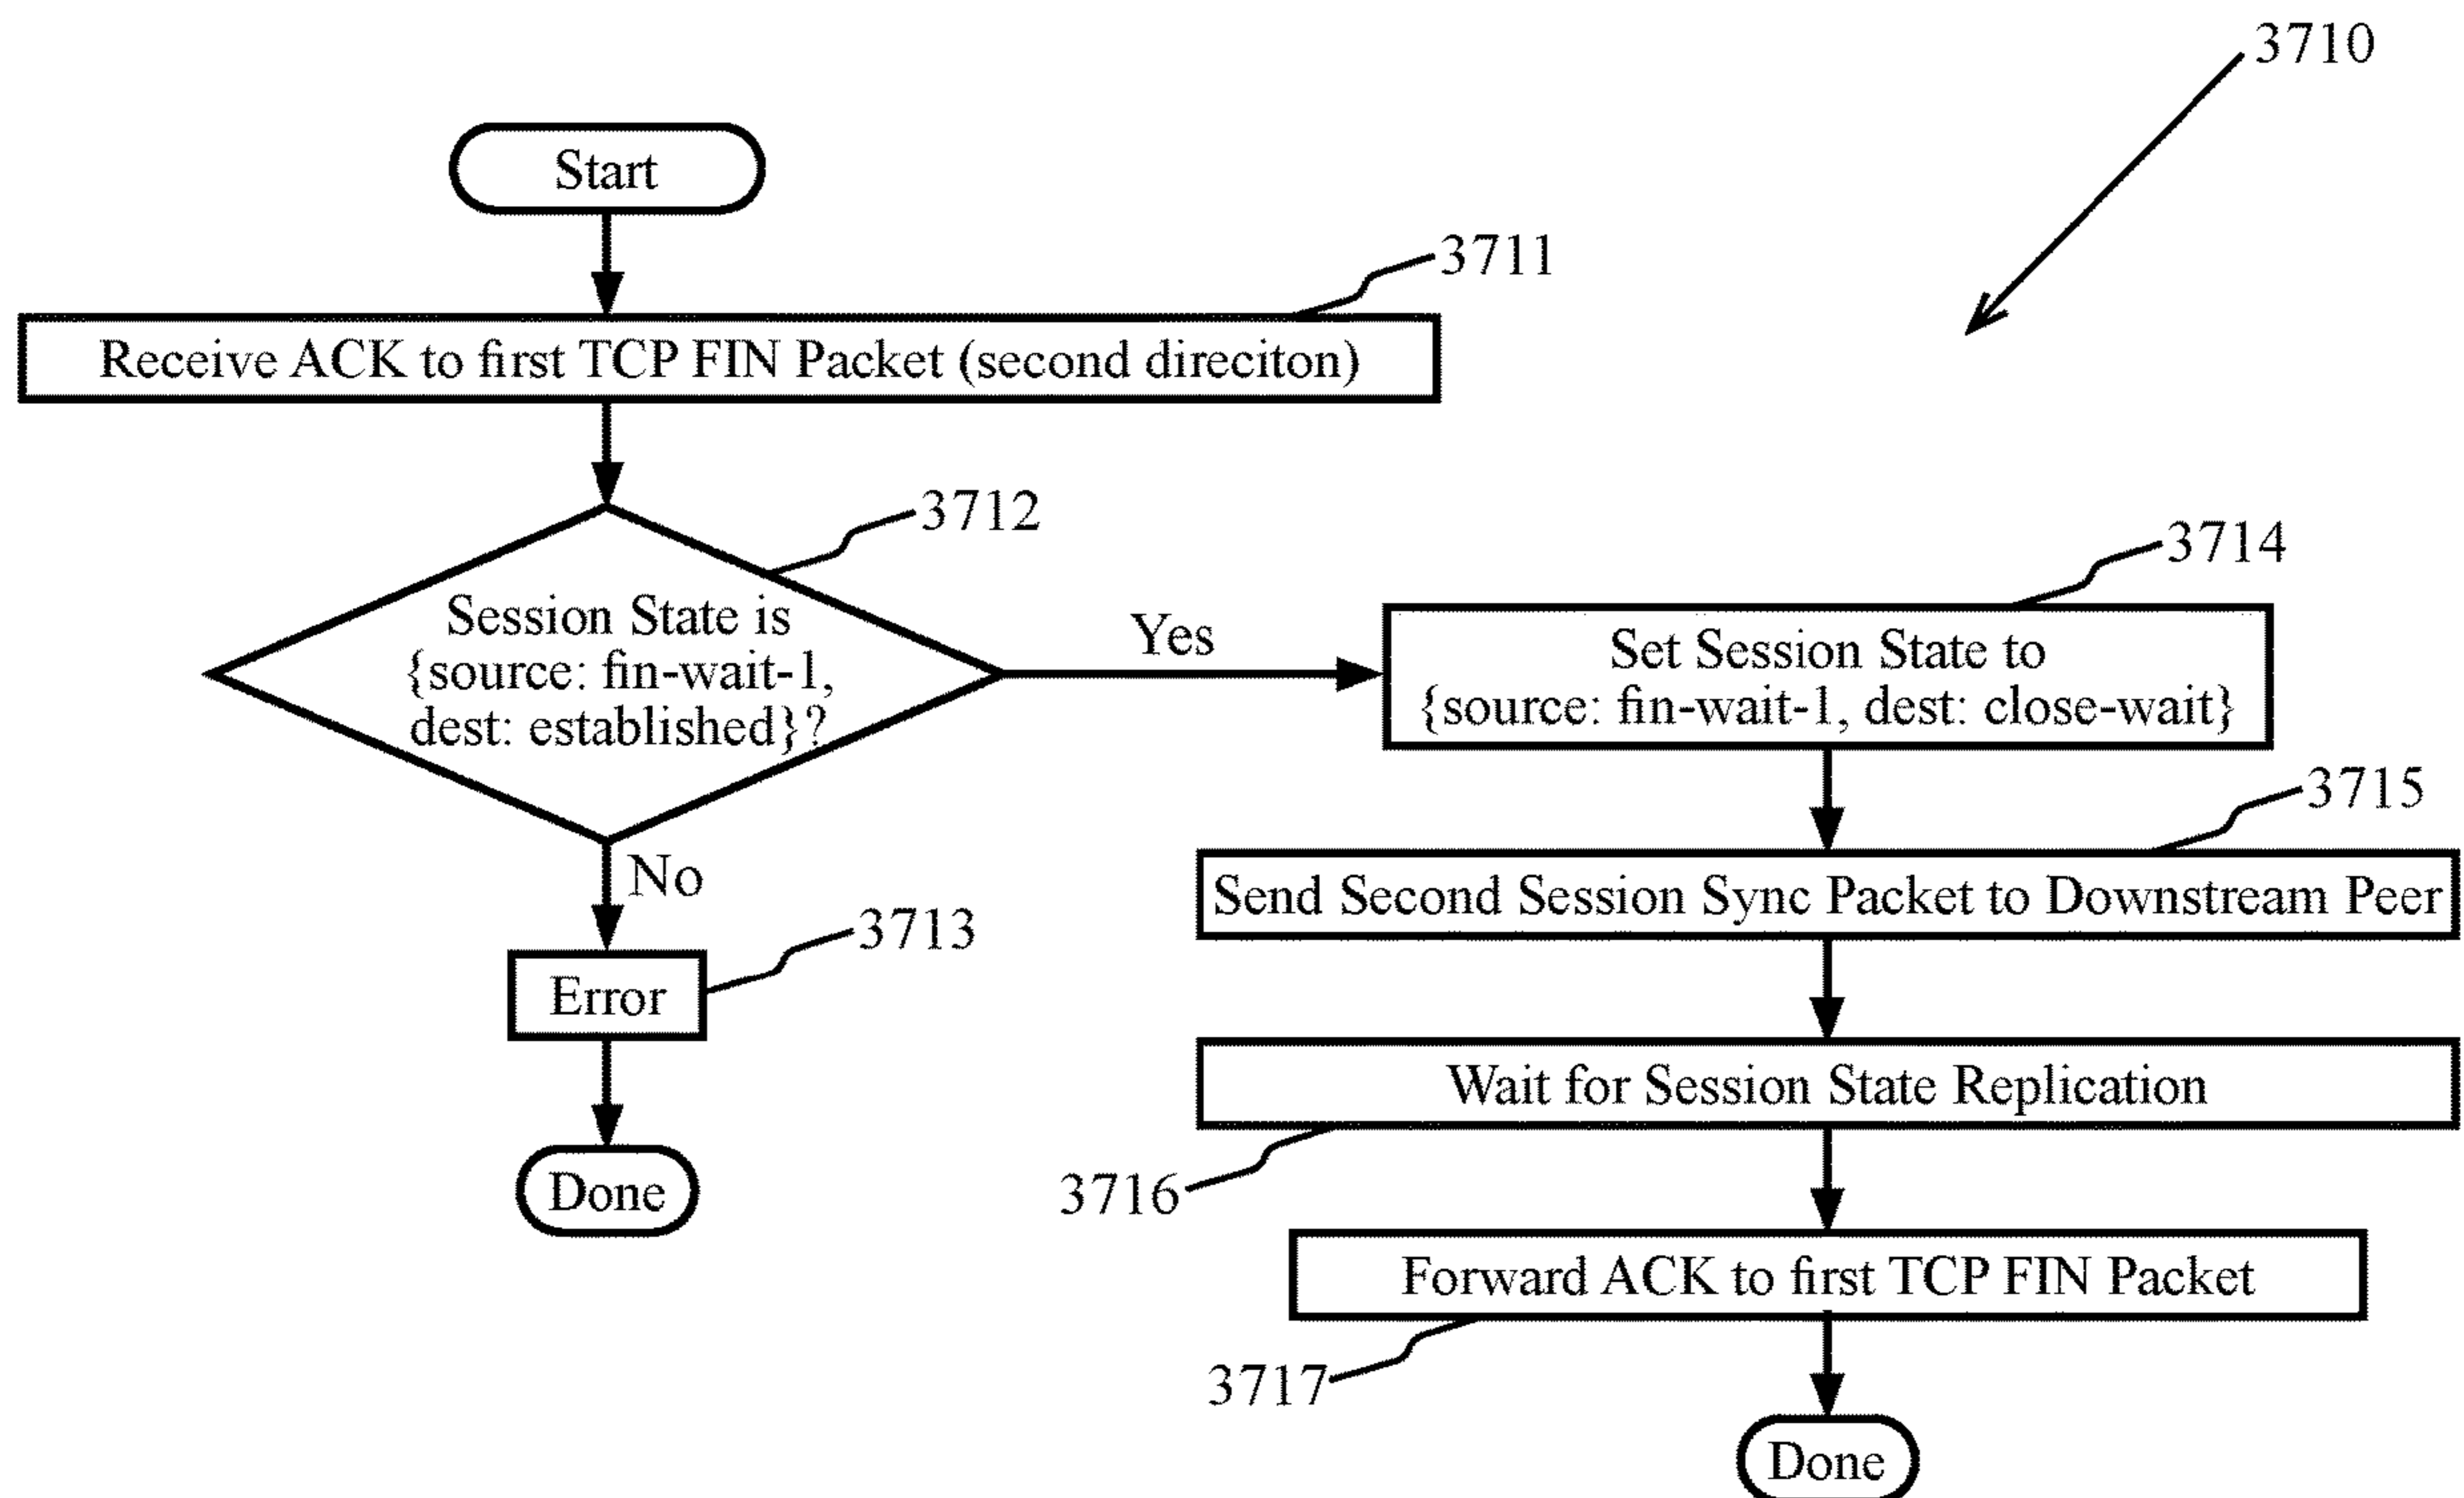 3710
Start
3711
Receive ACK to first TCP FIN Packet (second direciton)
3712
Session State is
{source: fin-wait-1,
dest: established}?
Yes
No
3713
Error
Done
3714
Set Session State to
{source: fin-wait-1, dest: close-wait}
3715
Send Second Session Sync Packet to Downstream Peer
Wait for Session State Replication
3716
Forward ACK to first TCP FIN Packet
3717
Done